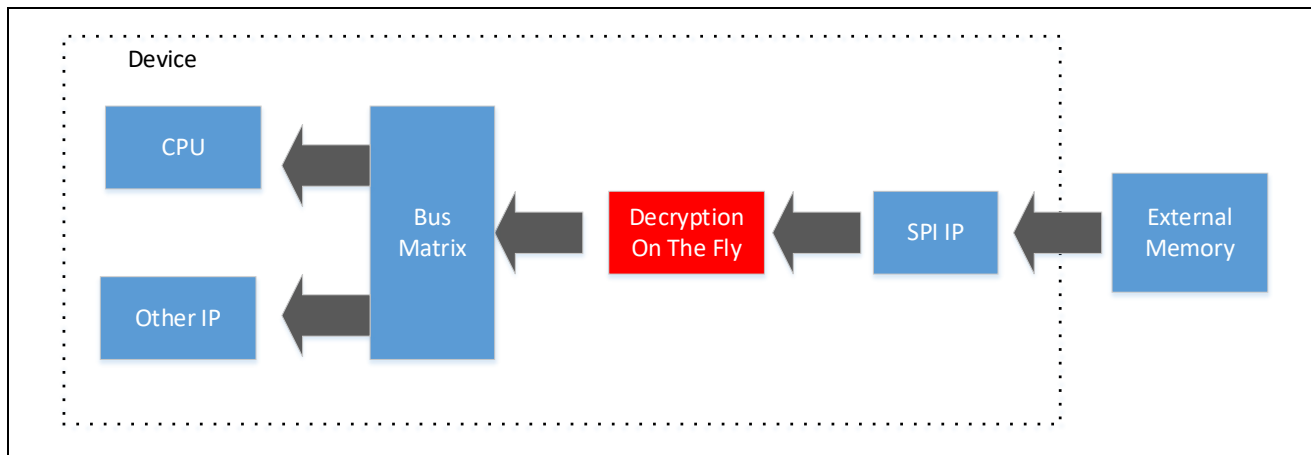 Device
CPU
Bus
Matrix
Decryption
On The Fly
SPI IP
External
Memory
Other IP